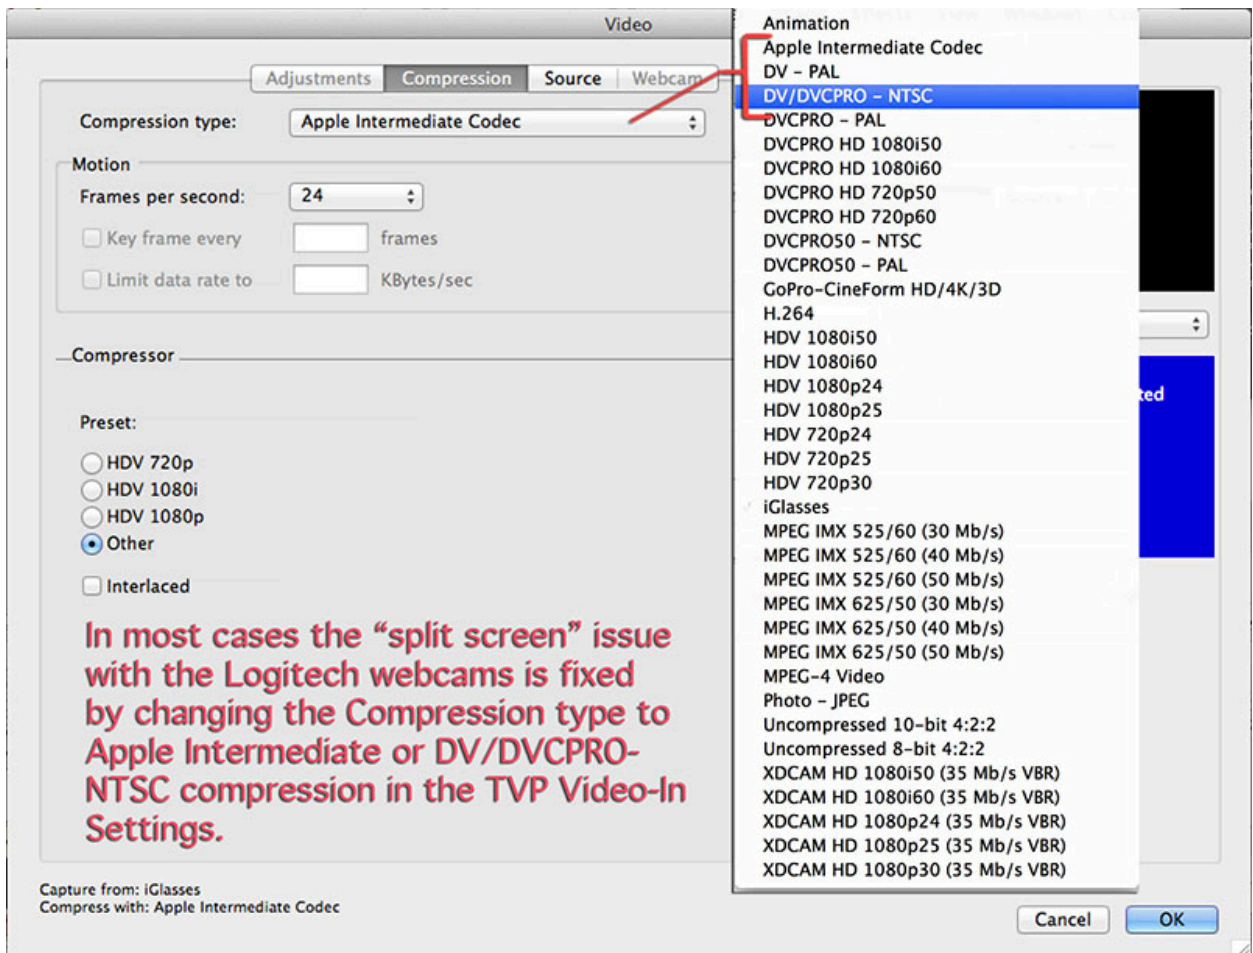 Video
Adjustments
Compression
Source
Webcam
Compression type:
Apple Intermediate Codec
Motion
Frames per second:
24
Key frame every
frames
Limit data rate to
KBytes/sec
Compressor
Preset:
HDV 720p
HDV 1080i
HDV 1080p
Other
Interlaced
In most cases the “split screen” issue
with the Logitech webcams is fixed
by changing the Compression type to
Apple Intermediate or DV/DVCPRO-
NTSC compression in the TVP Video-In
Settings.
Capture from: iGlasses
Compress with: Apple Intermediate Codec
Animation
Apple Intermediate Codec
DV – PAL
DV/DVCPRO – NTSC
DVCPRO – PAL
DVCPRO HD 1080i50
DVCPRO HD 1080i60
DVCPRO HD 720p50
DVCPRO HD 720p60
DVCPRO50 – NTSC
DVCPRO50 – PAL
GoPro-CineForm HD/4K/3D
H.264
HDV 1080i50
HDV 1080i60
HDV 1080p24
HDV 1080p25
HDV 720p24
HDV 720p25
HDV 720p30
iGlasses
MPEG IMX 525/60 (30 Mb/s)
MPEG IMX 525/60 (40 Mb/s)
MPEG IMX 525/60 (50 Mb/s)
MPEG IMX 625/50 (30 Mb/s)
MPEG IMX 625/50 (40 Mb/s)
MPEG IMX 625/50 (50 Mb/s)
MPEG-4 Video
Photo – JPEG
Uncompressed 10-bit 4:2:2
Uncompressed 8-bit 4:2:2
XDCAM HD 1080i50 (35 Mb/s VBR)
XDCAM HD 1080i60 (35 Mb/s VBR)
XDCAM HD 1080p24 (35 Mb/s VBR)
XDCAM HD 1080p25 (35 Mb/s VBR)
XDCAM HD 1080p30 (35 Mb/s VBR)
ted
Cancel
OK